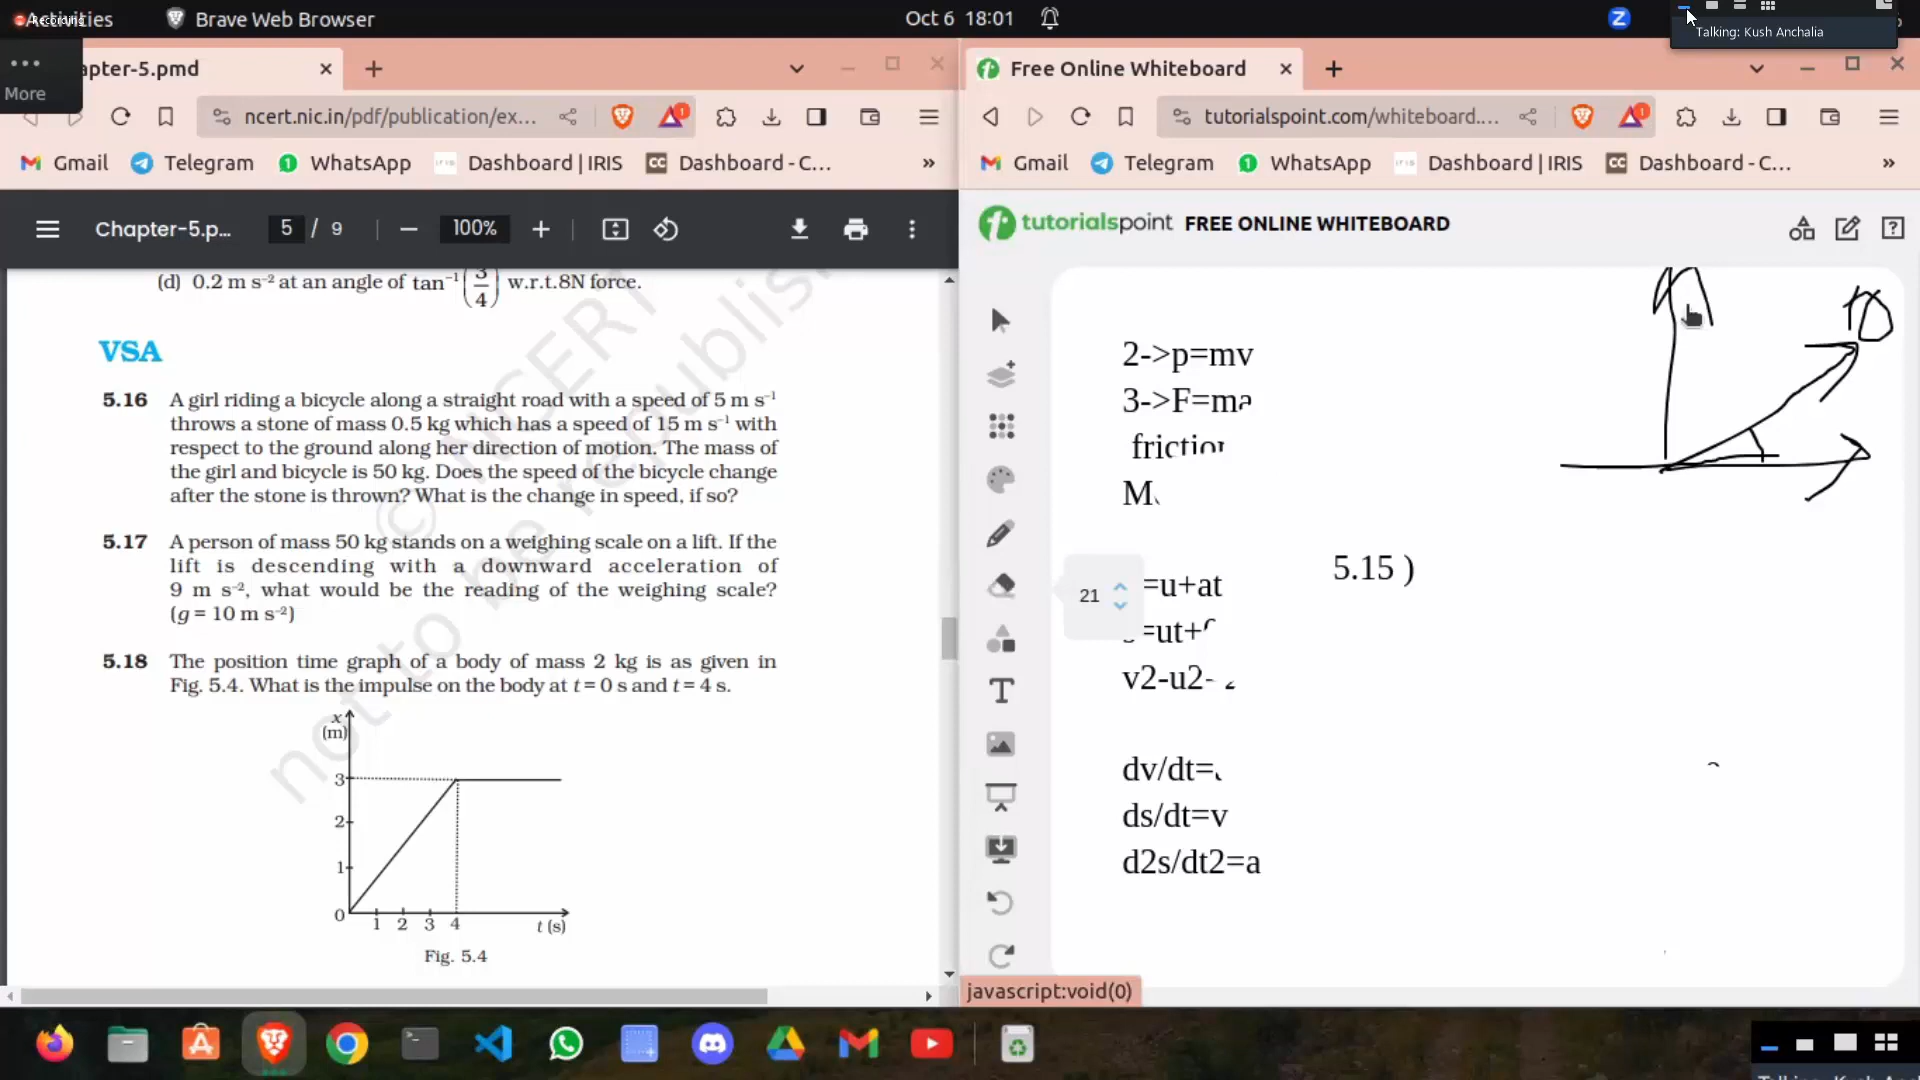 Activities
Brave Web Browser
Oct 6 18:01
Talking: Kush Anchalia
More
apter-5.pmd
Free Online Whiteboard
ncert.nic.in/pdf/publication/ex...
tutorialspoint.com/whiteboard....
Gmail Telegram WhatsApp Dashboard | IRIS Dashboard - C... »
Gmail Telegram WhatsApp Dashboard | IRIS Dashboard - C... »
Chapter-5.p... 5 / 9 100%
tutorialspoint FREE ONLINE WHITEBOARD
(d) 0.2 m s⁻² at an angle of tan⁻¹ (3/4) w.r.t.8N force.
VSA
5.16 A girl riding a bicycle along a straight road with a speed of 5 m s⁻¹
throws a stone of mass 0.5 kg which has a speed of 15 m s⁻¹ with
respect to the ground along her direction of motion. The mass of
the girl and bicycle is 50 kg. Does the speed of the bicycle change
after the stone is thrown? What is the change in speed, if so?
5.17 A person of mass 50 kg stands on a weighing scale on a lift. If the
lift is descending with a downward acceleration of
9 m s⁻², what would be the reading of the weighing scale?
(g = 10 m s⁻²)
5.18 The position time graph of a body of mass 2 kg is as given in
Fig. 5.4. What is the impulse on the body at t = 0 s and t = 4 s.
x
(m)
3
2
1
0
1 2 3 4 t (s)
Fig. 5.4
© NCERT
not to be republis
2->p=mv
3->F=ma
friction
M
=u+at
=ut+
v2-u2-
dv/dt=
ds/dt=v
d2s/dt2=a
5.15 )
10
21
javascript:void(0)